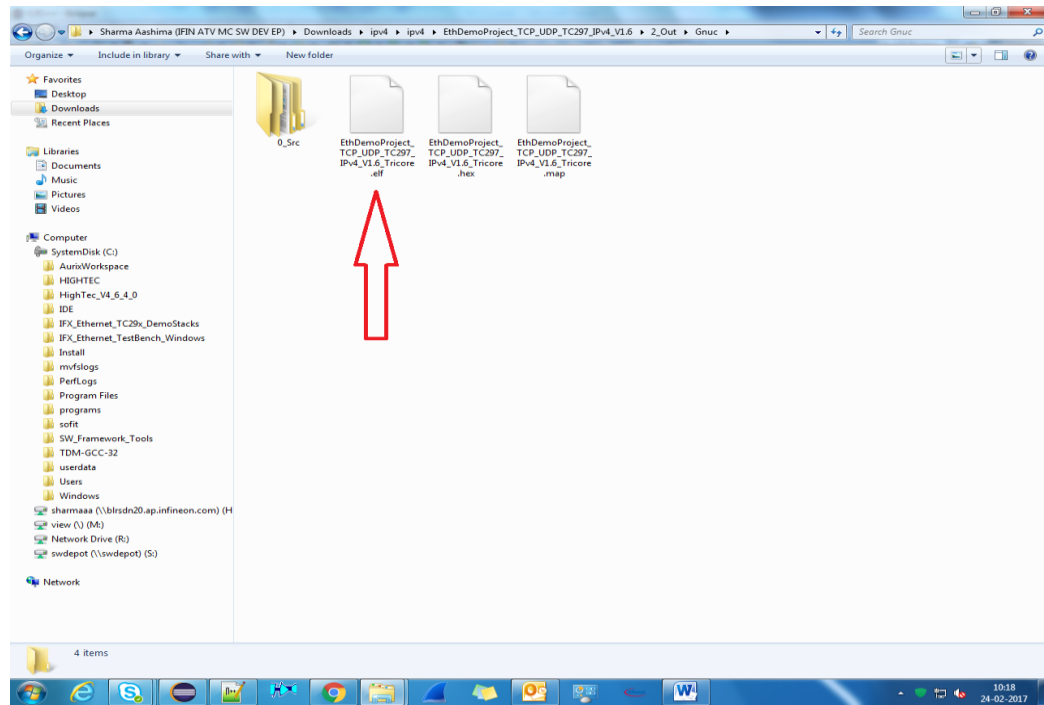 Sharma Aashima (IFIN ATV MC SW DEV EP) ▸ Downloads ▸ ipv4 ▸ ipv4 ▸ EthDemoProject_TCP_UDP_TC297_IPv4_V1.6 ▸ 2_Out ▸ Gnuc ▸
Search Gnuc
Organize
Include in library
Share with
New folder
Favorites
Desktop
Downloads
Recent Places
Libraries
Documents
Music
Pictures
Videos
Computer
SystemDisk (C:)
AurixWorkspace
HIGHTEC
HighTec_V4_6_4_0
IDE
IFX_Ethernet_TC29x_DemoStacks
IFX_Ethernet_TestBench_Windows
Install
mvfslogs
PerfLogs
Program Files
programs
sofit
SW_Framework_Tools
TDM-GCC-32
userdata
Users
Windows
sharmaaa (\\blrsdn20.ap.infineon.com) (H
view (\) (M:)
Network Drive (R:)
swdepot (\\swdepot) (S:)
Network
0_Src
EthDemoProject_
TCP_UDP_TC297_
IPv4_V1.6_Tricore
.elf
EthDemoProject_
TCP_UDP_TC297_
IPv4_V1.6_Tricore
.hex
EthDemoProject_
TCP_UDP_TC297_
IPv4_V1.6_Tricore
.map
4 items
10:18
24-02-2017